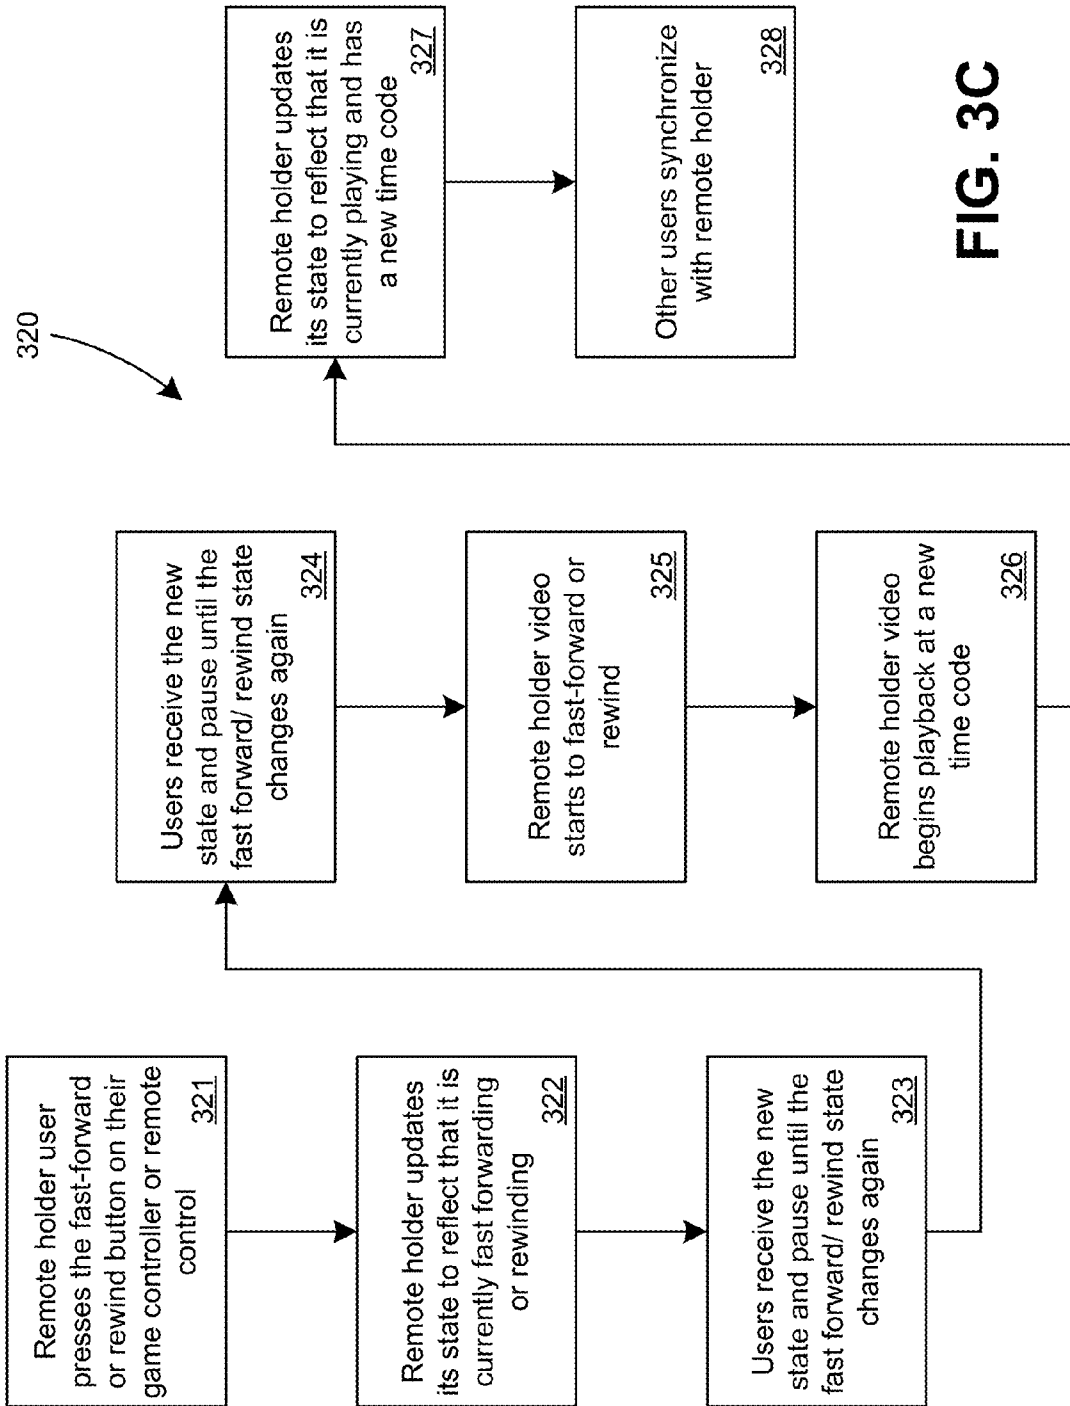 320
Remote holder user
presses the fast-forward
or rewind button on their
game controller or remote
control
321
Remote holder updates
its state to reflect that it is
currently fast forwarding
or rewinding
322
Users receive the new
state and pause until the
fast forward/ rewind state
changes again
323
Users receive the new
state and pause until the
fast forward/ rewind state
changes again
324
Remote holder video
starts to fast-forward or
rewind
325
Remote holder video
begins playback at a new
time code
326
Remote holder updates
its state to reflect that it is
currently playing and has
a new time code
327
Other users synchronize
with remote holder
328
FIG. 3C